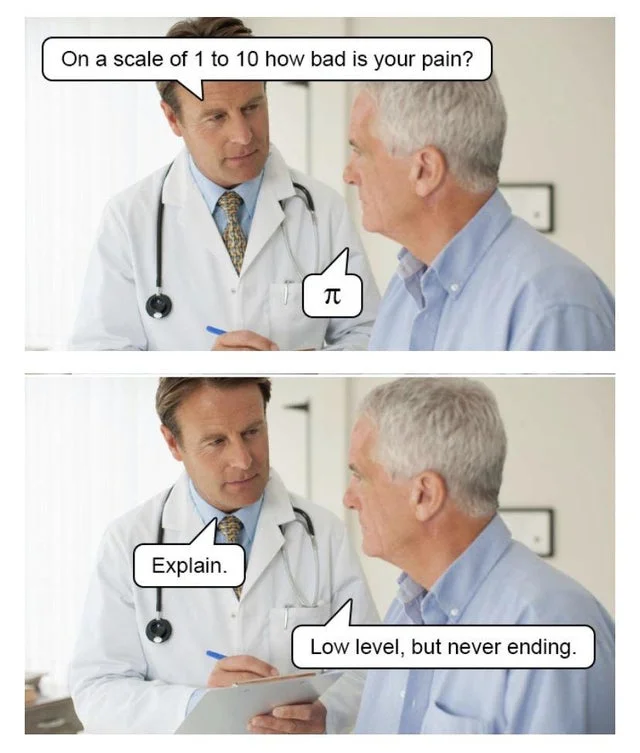 On a scale of 1 to 10 how bad is your pain?
π
Explain.
Low level, but never ending.